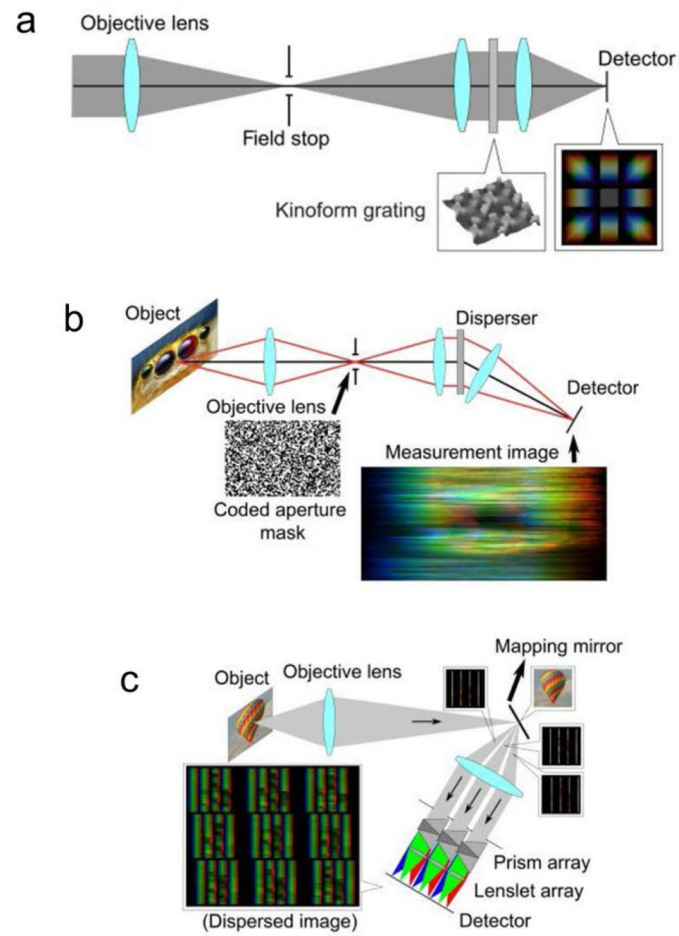 a
Objective lens
Detector
Field stop
Kinoform grating
b
Object
Disperser
Detector
Objective lens
Measurement image
Coded aperture
mask
c
Mapping mirror
Object
Objective lens
Prism array
Lenslet array
(Dispersed image)
Detector